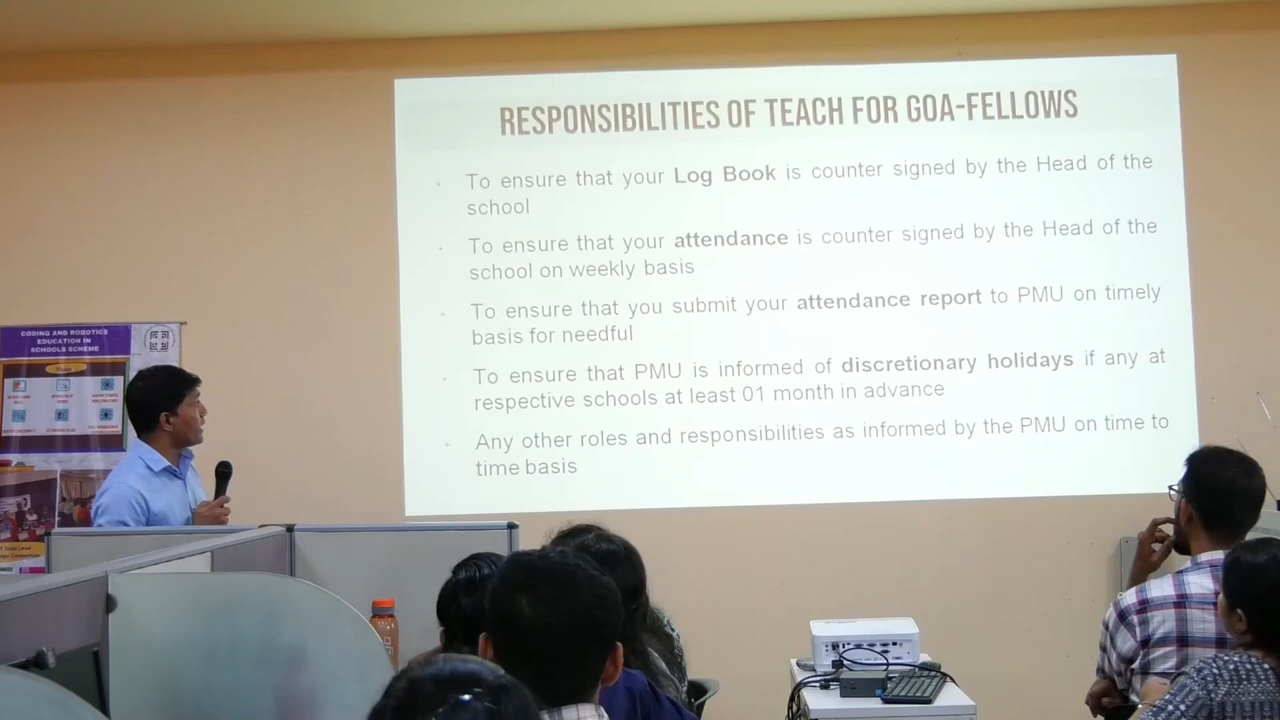 RESPONSIBILITIES OF TEACH FOR GOA-FELLOWS
To ensure that your Log Book is counter signed by the Head of the
school
To ensure that your attendance is counter signed by the Head of the
school on weekly basis
To ensure that you submit your attendance report to PMU on timely
basis for needful
To ensure that PMU is informed of discretionary holidays if any at
respective schools at least 01 month in advance
Any other roles and responsibilities as informed by the PMU on time to
time basis
CODING AND ROBOTICS
EDUCATION IN
SCHOOLS SCHEME